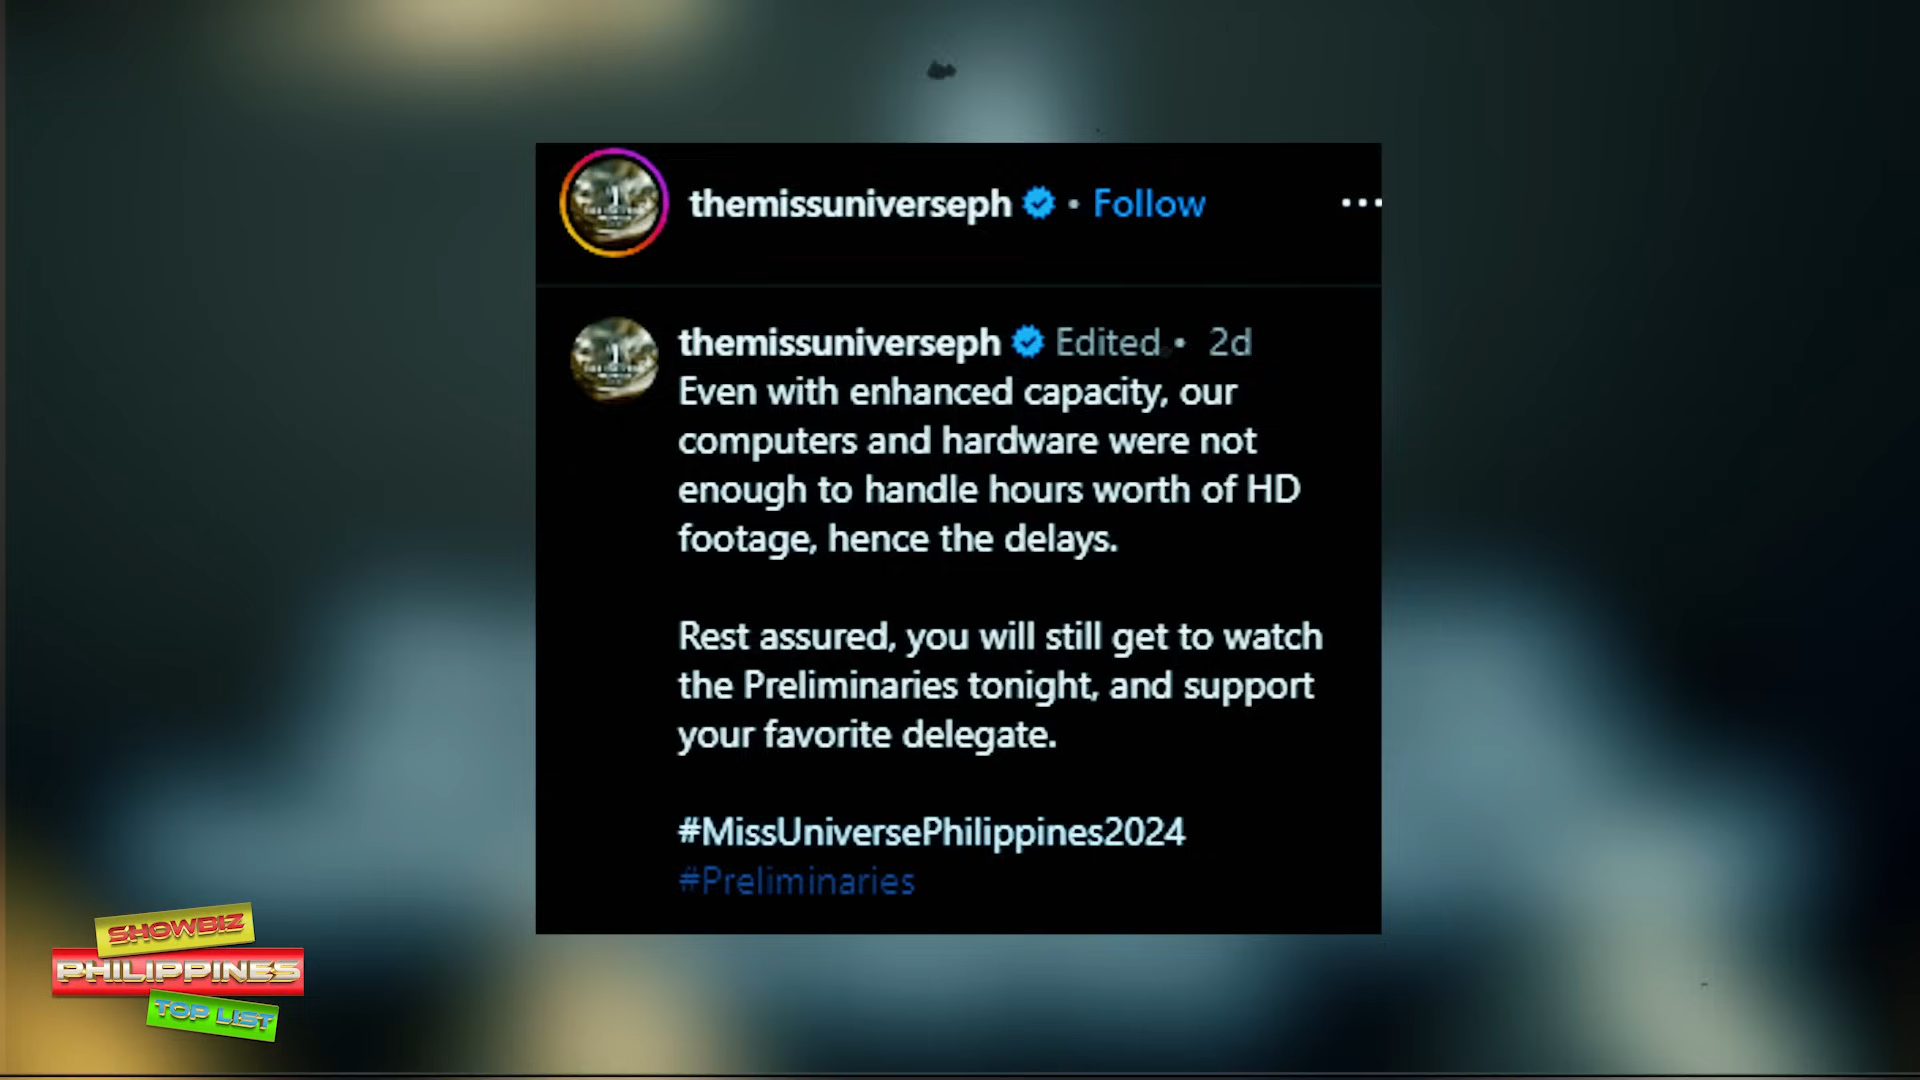 themissuniverseph • Follow ...
themissuniverseph Edited • 2d
Even with enhanced capacity, our
computers and hardware were not
enough to handle hours worth of HD
footage, hence the delays.
Rest assured, you will still get to watch
the Preliminaries tonight, and support
your favorite delegate.
#MissUniversePhilippines2024
#Preliminaries
SHOWBIZ
PHILIPPINES
TOP LIST